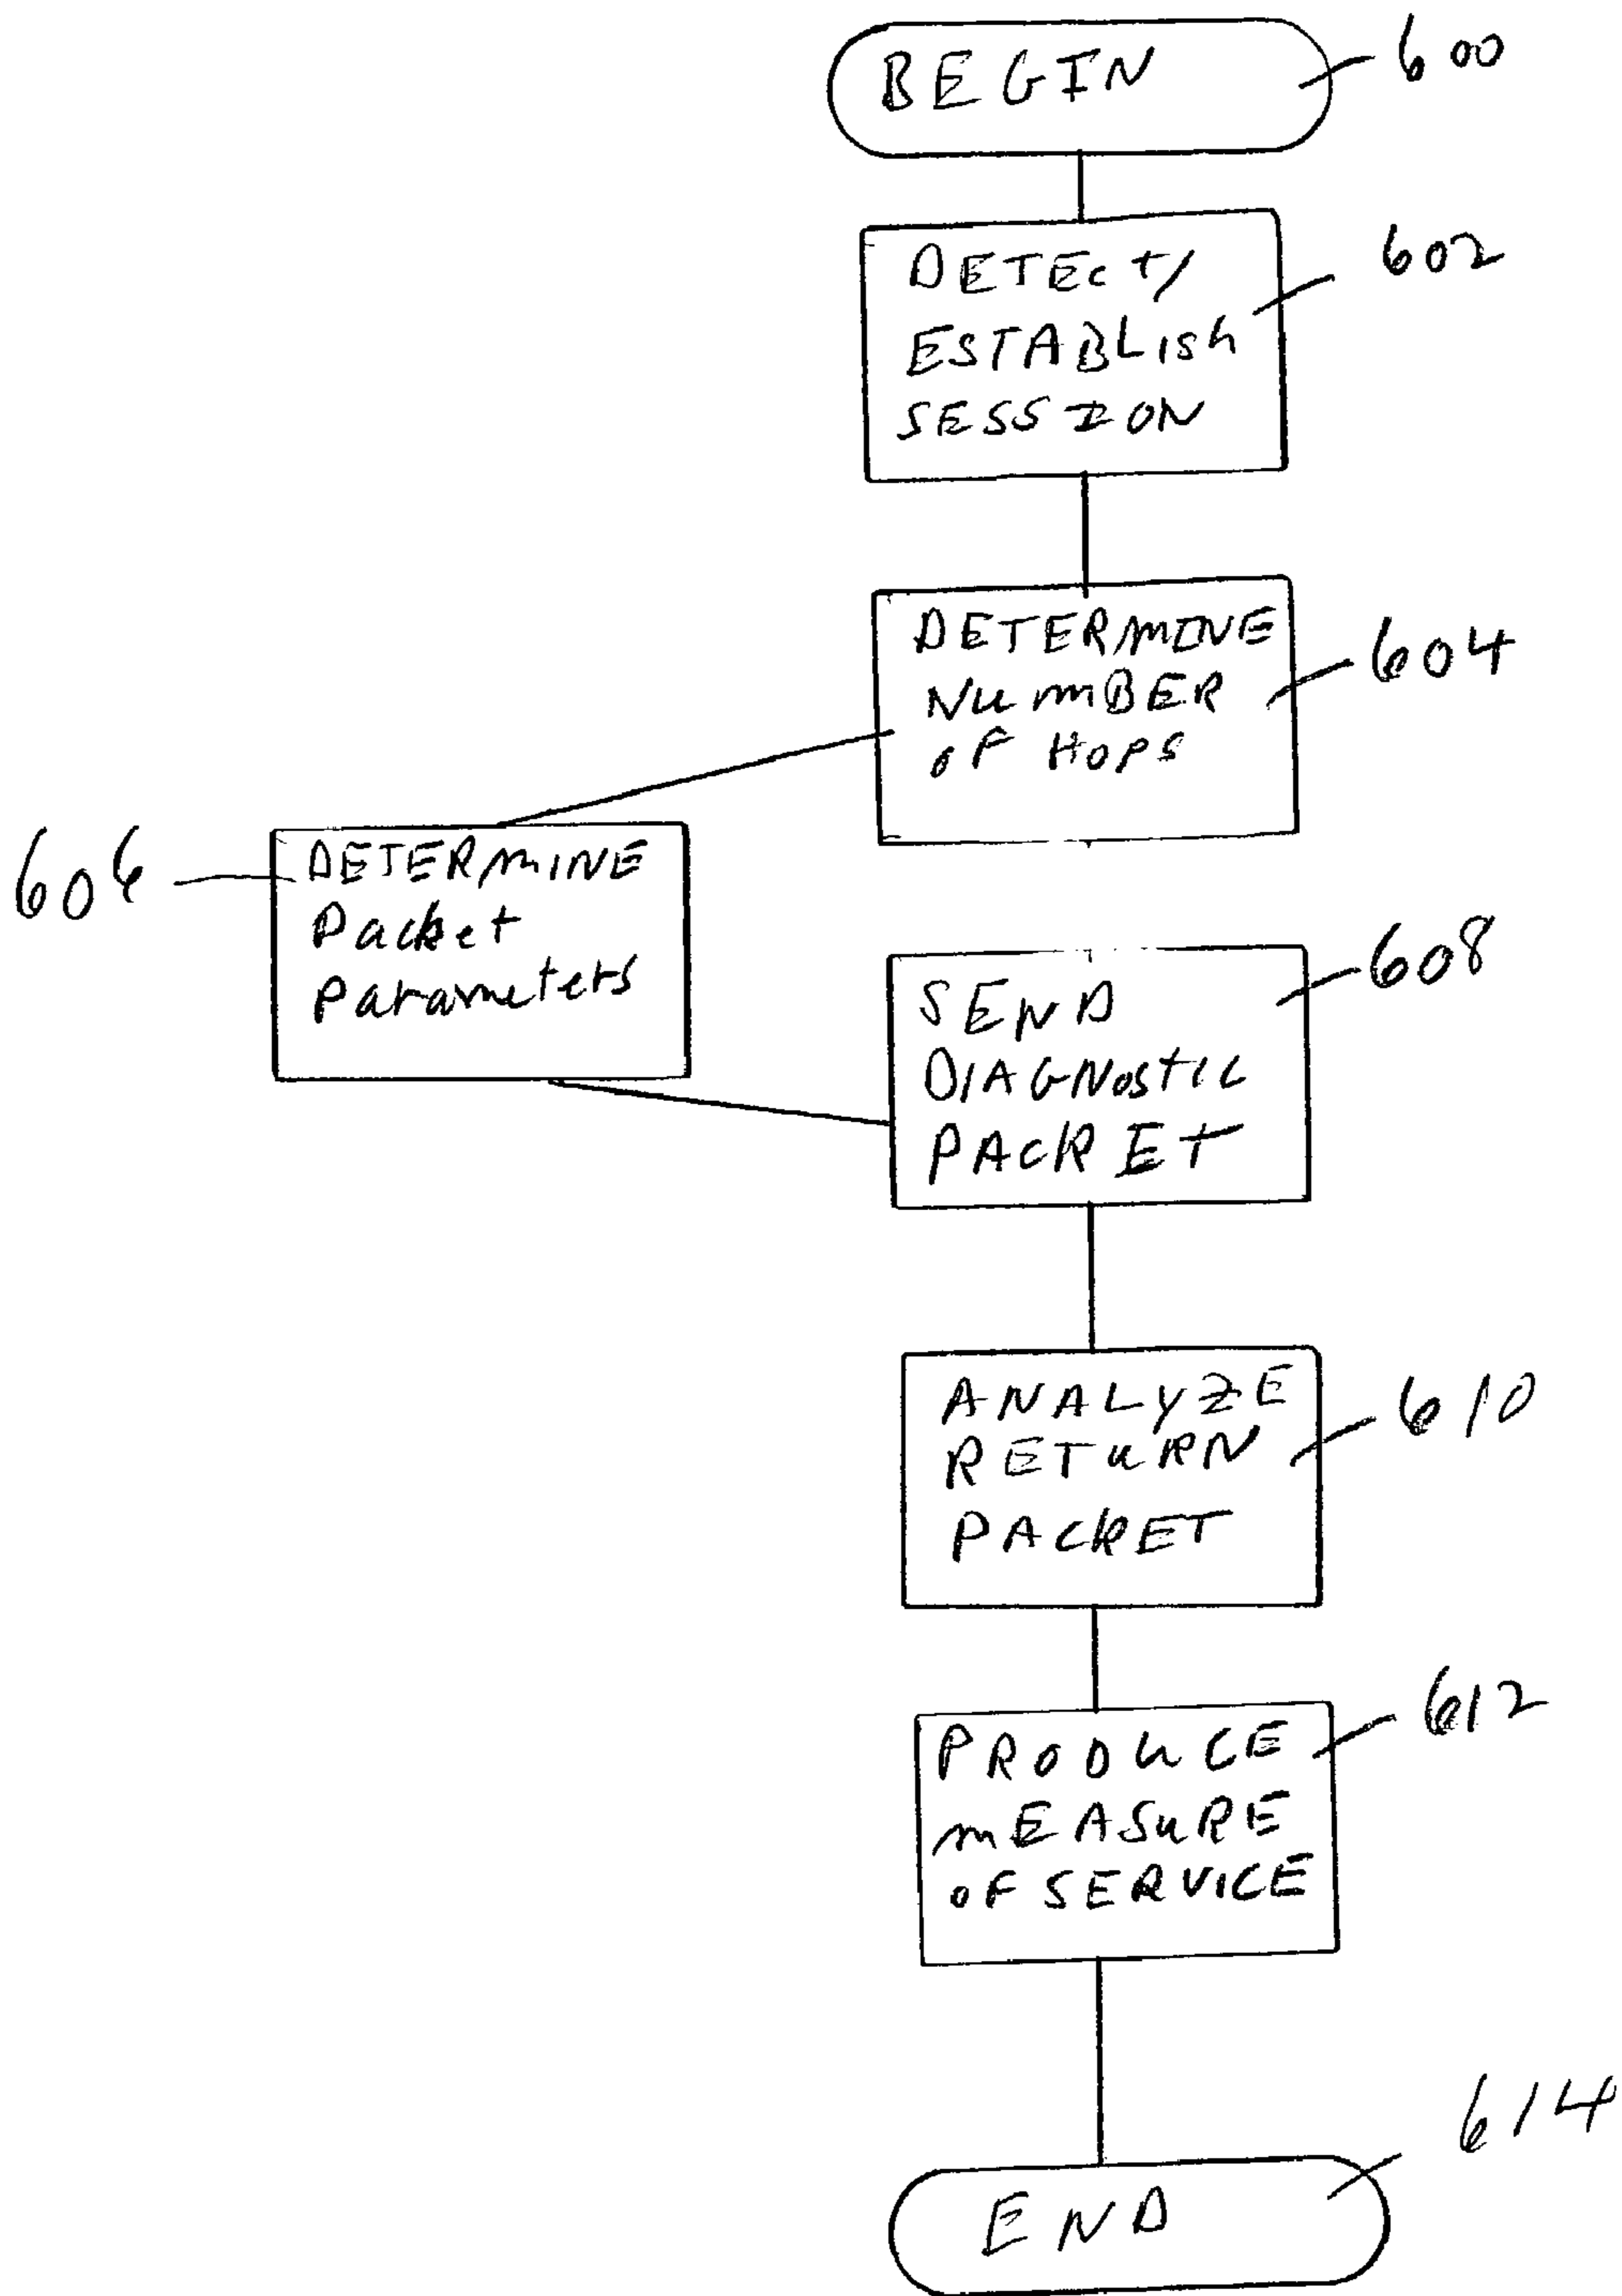 BEGIN
600
DETECT/
ESTABLISh
SESSION
602
DETERMINE
NUmBER
OF HOPS
604
606
DETERMINE
Packet
Parameters
SEND
DIAGNOSTIC
PACKET
608
ANALYZE
RETURN
PACKET
610
PRODUCE
mEASURE
OF SERVICE
612
END
614